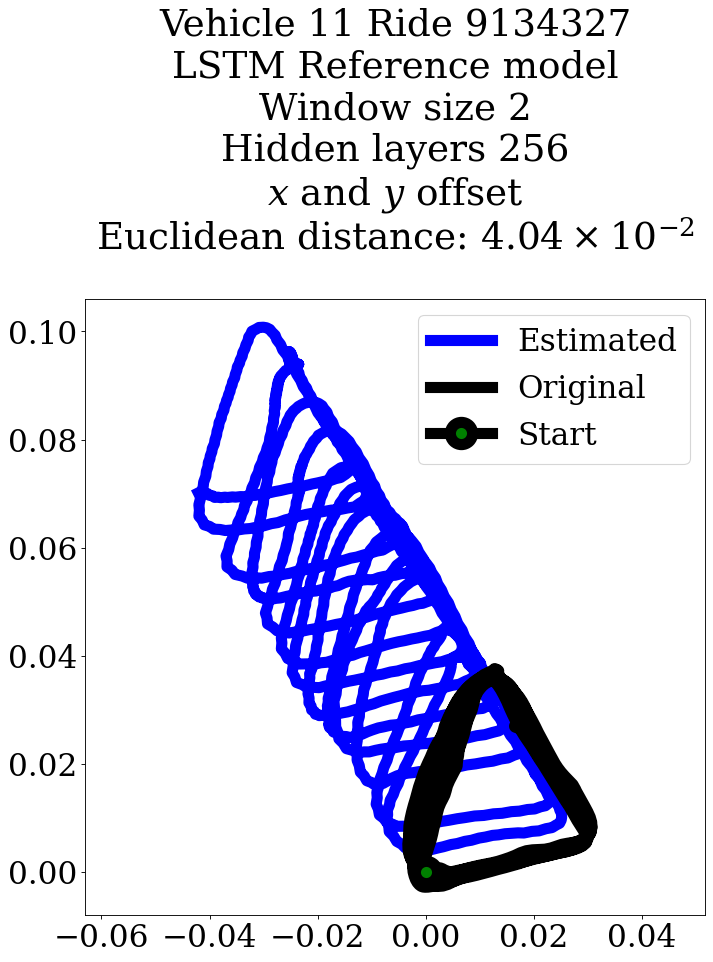 Vehicle 11 Ride 9134327
LSTM Reference model
Window size 2
Hidden layers 256
x and y offset
Euclidean distance: 4.04 × 10⁻²
Estimated
Original
Start
0.10
0.08
0.06
0.04
0.02
0.00
−0.06 −0.04 −0.02 0.00 0.02 0.04